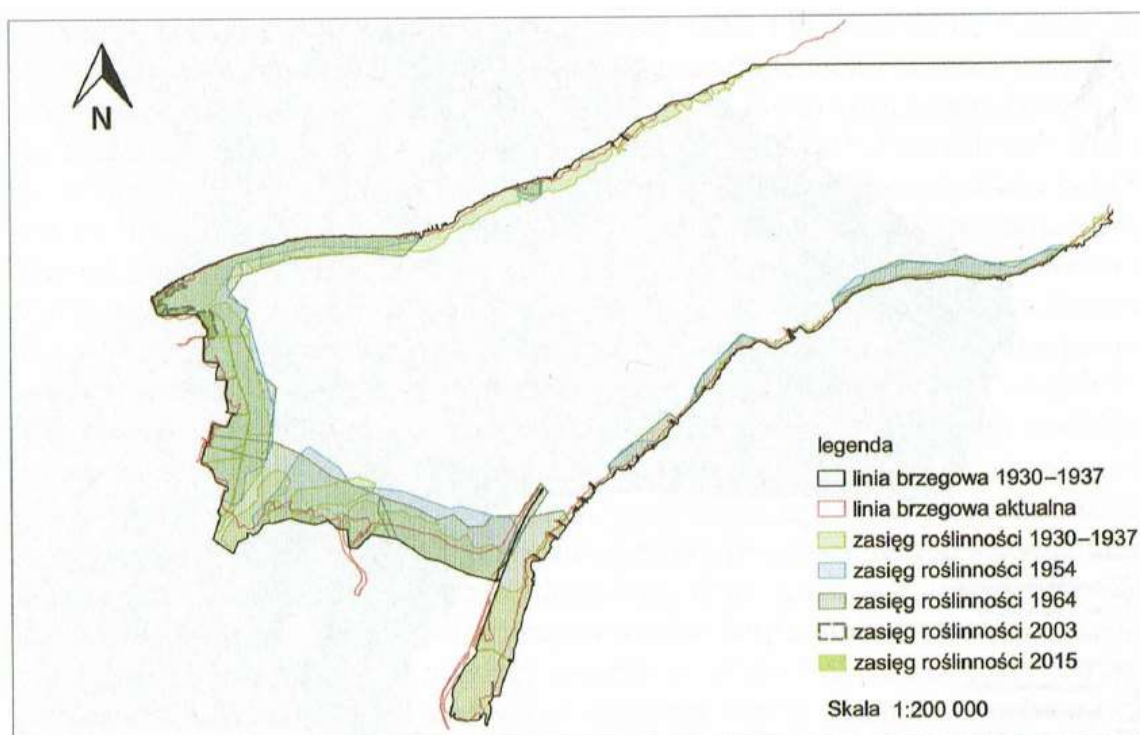 N
legenda
linia brzegowa 1930–1937
linia brzegowa aktualna
zasięg roślinności 1930–1937
zasięg roślinności 1954
zasięg roślinności 1964
zasięg roślinności 2003
zasięg roślinności 2015
Skala 1:200 000